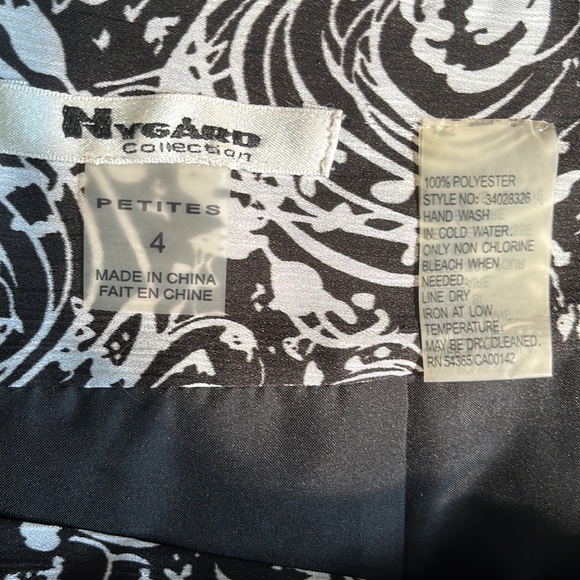 NYGÅRD
Collection
PETITES
4
MADE IN CHINA
FAIT EN CHINE
100% POLYESTER
STYLE NO: 34028326
HAND WASH
IN COLD WATER.
ONLY NON CHLORINE
BLEACH WHEN
NEEDED.
LINE DRY
IRON AT LOW
TEMPERATURE.
MAY BE DRY CLEANED.
RN 54365/CA00142